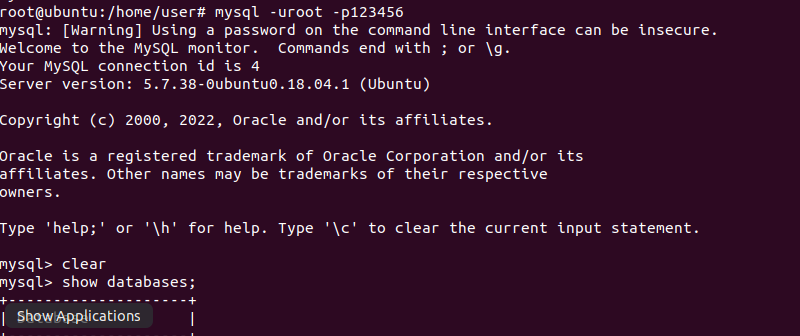 root@ubuntu:/home/user# mysql -uroot -p123456
mysql: [Warning] Using a password on the command line interface can be insecure.
Welcome to the MySQL monitor.  Commands end with ; or \g.
Your MySQL connection id is 4
Server version: 5.7.38-0ubuntu0.18.04.1 (Ubuntu)
Copyright (c) 2000, 2022, Oracle and/or its affiliates.
Oracle is a registered trademark of Oracle Corporation and/or its
affiliates. Other names may be trademarks of their respective
owners.
Type 'help;' or '\h' for help. Type '\c' to clear the current input statement.
mysql> clear
mysql> show databases;
+--------------------+
| Show Applications |